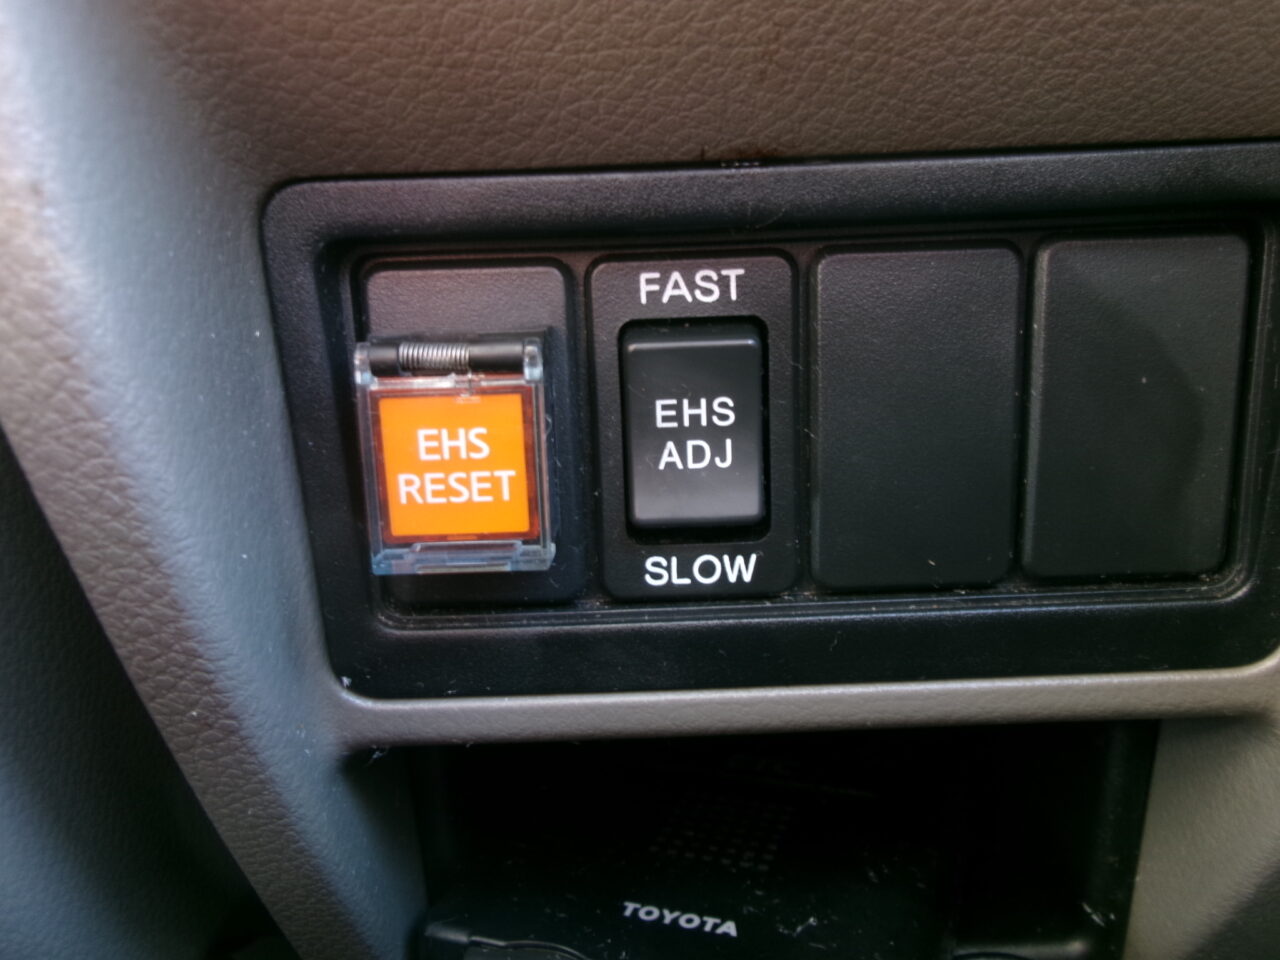 EHS
RESET
FAST
EHS
ADJ
SLOW
TOYOTA